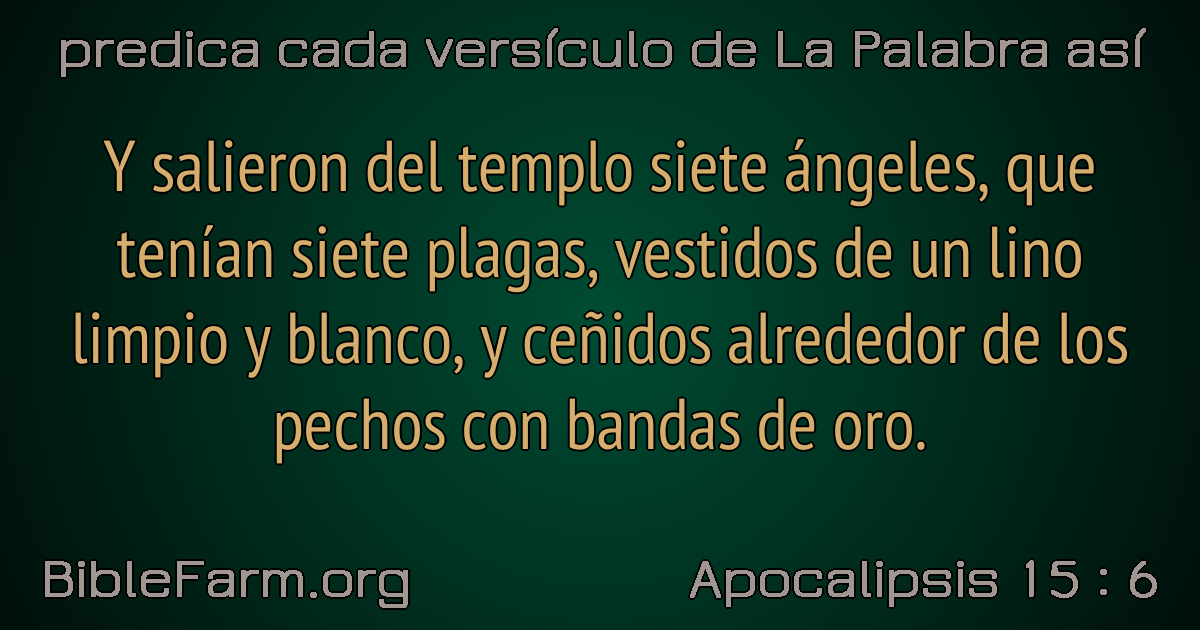 predica cada versículo de La Palabra así
Y salieron del templo siete ángeles, que
tenían siete plagas, vestidos de un lino
limpio y blanco, y ceñidos alrededor de los
pechos con bandas de oro.
BibleFarm.org
Apocalipsis 15 : 6